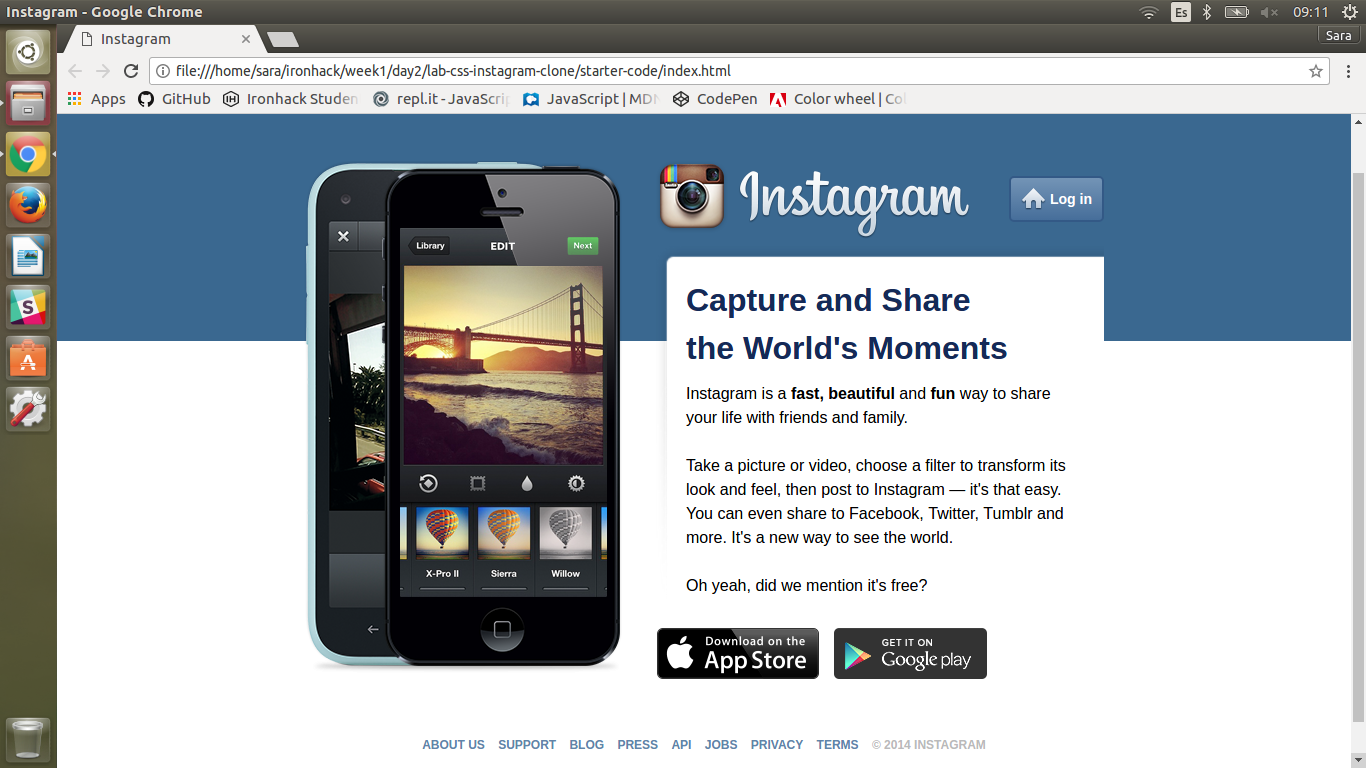 Instagram - Google Chrome
Es
09:11
Instagram
Sara
file:///home/sara/ironhack/week1/day2/lab-css-instagram-clone/starter-code/index.html
Apps
GitHub
IH
Ironhack Studen
repl.it - JavaScrip
JavaScript | MDN
CodePen
Color wheel | Col
Instagram
Log in
Library
EDIT
Next
Capture and Share
the World's Moments
Instagram is a fast, beautiful and fun way to share
your life with friends and family.
Take a picture or video, choose a filter to transform its
look and feel, then post to Instagram — it's that easy.
You can even share to Facebook, Twitter, Tumblr and
more. It's a new way to see the world.
Oh yeah, did we mention it's free?
X-Pro II
Sierra
Willow
Download on the
App Store
GET IT ON
Google play
ABOUT US SUPPORT BLOG PRESS API JOBS PRIVACY TERMS © 2014 INSTAGRAM